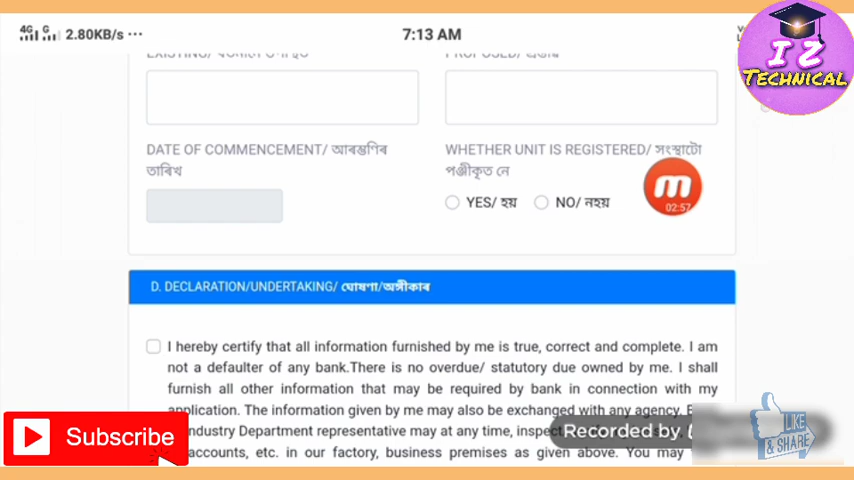 4G G 2.80KB/s ···
7:13 AM
I Z
TECHNICAL
DATE OF COMMENCEMENT/ আৰম্ভণিৰ
তাৰিখ
WHETHER UNIT IS REGISTERED/ সংস্থাটো
পঞ্জীকৃত নে
YES/ হয়
NO/ নহয়
02:57
D. DECLARATION/UNDERTAKING/ ঘোষণা/অঙ্গীকাৰ
I hereby certify that all information furnished by me is true, correct and complete. I am
not a defaulter of any bank.There is no overdue/ statutory due owned by me. I shall
furnish all other information that may be required by bank in connection with my
application. The information given by me may also be exchanged with any agency.
Industry Department representative may at any time, inspect
accounts, etc. in our factory, business premises as given above. You may
Recorded by
Subscribe
LIKE
& SHARE